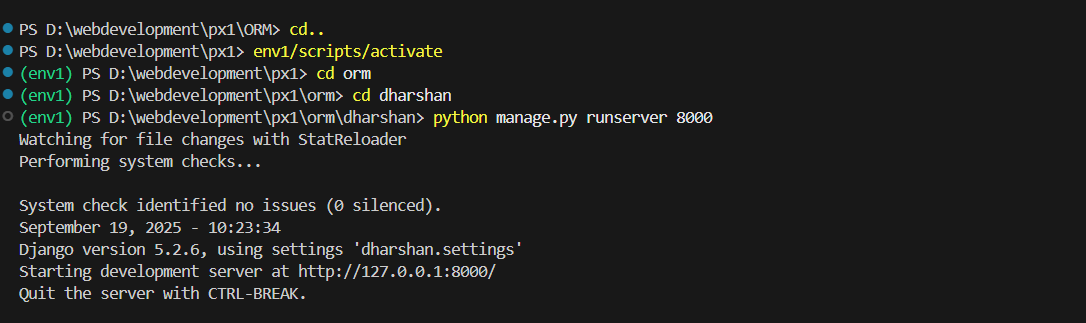 PS D:\webdevelopment\px1\ORM> cd..
PS D:\webdevelopment\px1> env1/scripts/activate
(env1) PS D:\webdevelopment\px1> cd orm
(env1) PS D:\webdevelopment\px1\orm> cd dharshan
(env1) PS D:\webdevelopment\px1\orm\dharshan> python manage.py runserver 8000
Watching for file changes with StatReloader
Performing system checks...

System check identified no issues (0 silenced).
September 19, 2025 - 10:23:34
Django version 5.2.6, using settings 'dharshan.settings'
Starting development server at http://127.0.0.1:8000/
Quit the server with CTRL-BREAK.